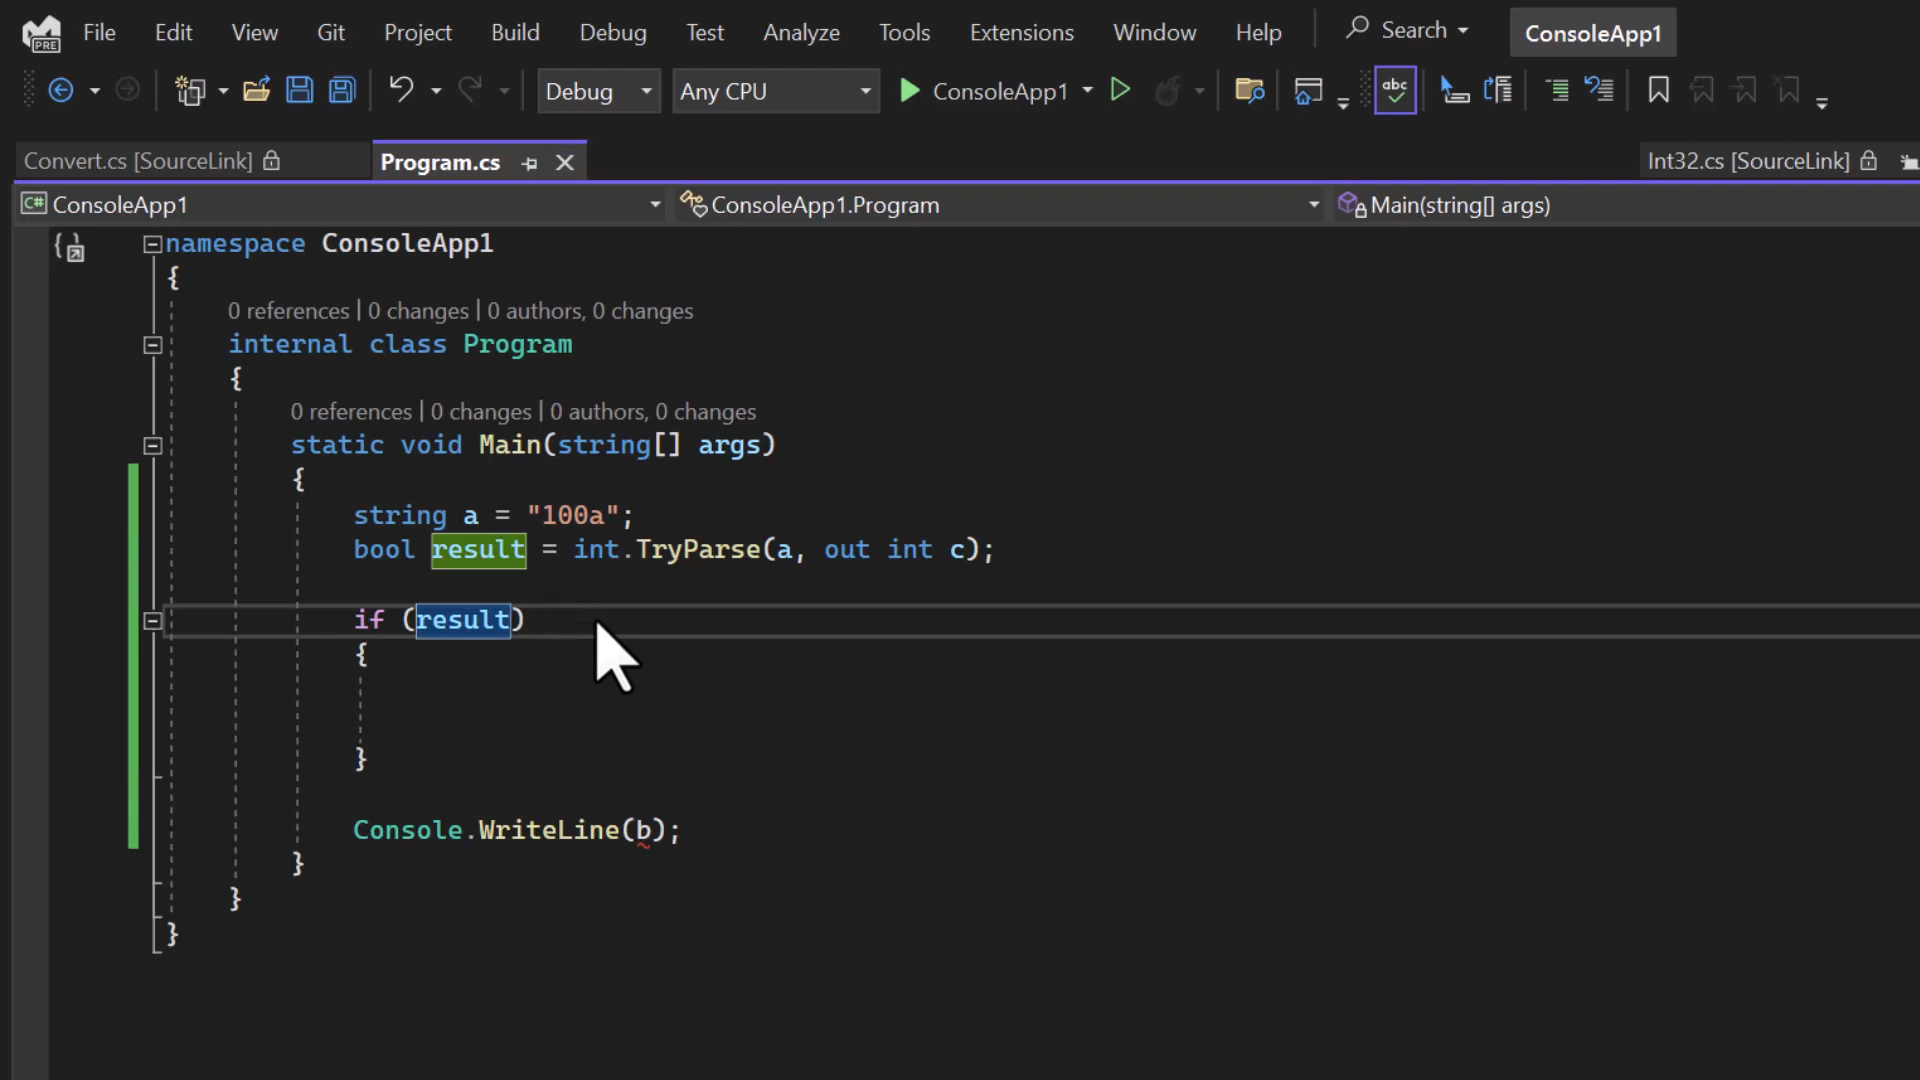 PRE File Edit View Git Project Build Debug Test Analyze Tools Extensions Window Help Search ConsoleApp1
Debug Any CPU ConsoleApp1 abc
Convert.cs [SourceLink] Program.cs Int32.cs [SourceLink]
C# ConsoleApp1 ConsoleApp1.Program Main(string[] args)
namespace ConsoleApp1
{
0 references | 0 changes | 0 authors, 0 changes
internal class Program
{
0 references | 0 changes | 0 authors, 0 changes
static void Main(string[] args)
{
string a = "100a";
bool result = int.TryParse(a, out int c);
if (result)
{
}
Console.WriteLine(b);
}
}
}